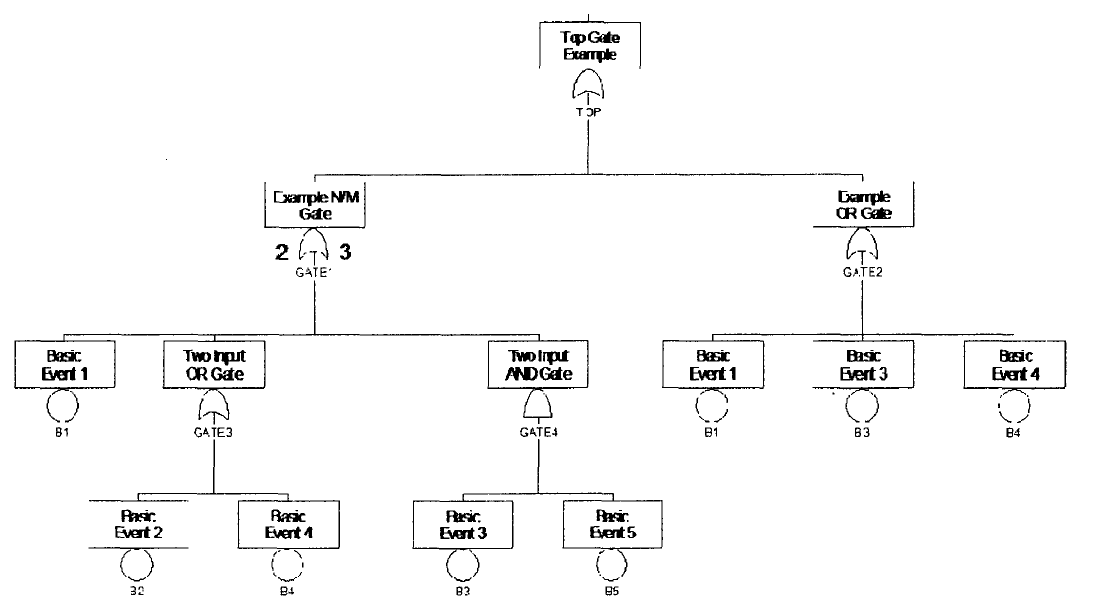 Top Gate
Example
TOP
Example N/M
Gate
2 3
GATE1
Example
OR Gate
GATE2
Basic
Event 1
B1
Two Input
OR Gate
GATE3
Two Input
AND Gate
GATE4
Basic
Event 1
B1
Basic
Event 3
B3
Basic
Event 4
B4
Basic
Event 2
B2
Basic
Event 4
B4
Basic
Event 3
B3
Basic
Event 5
B5